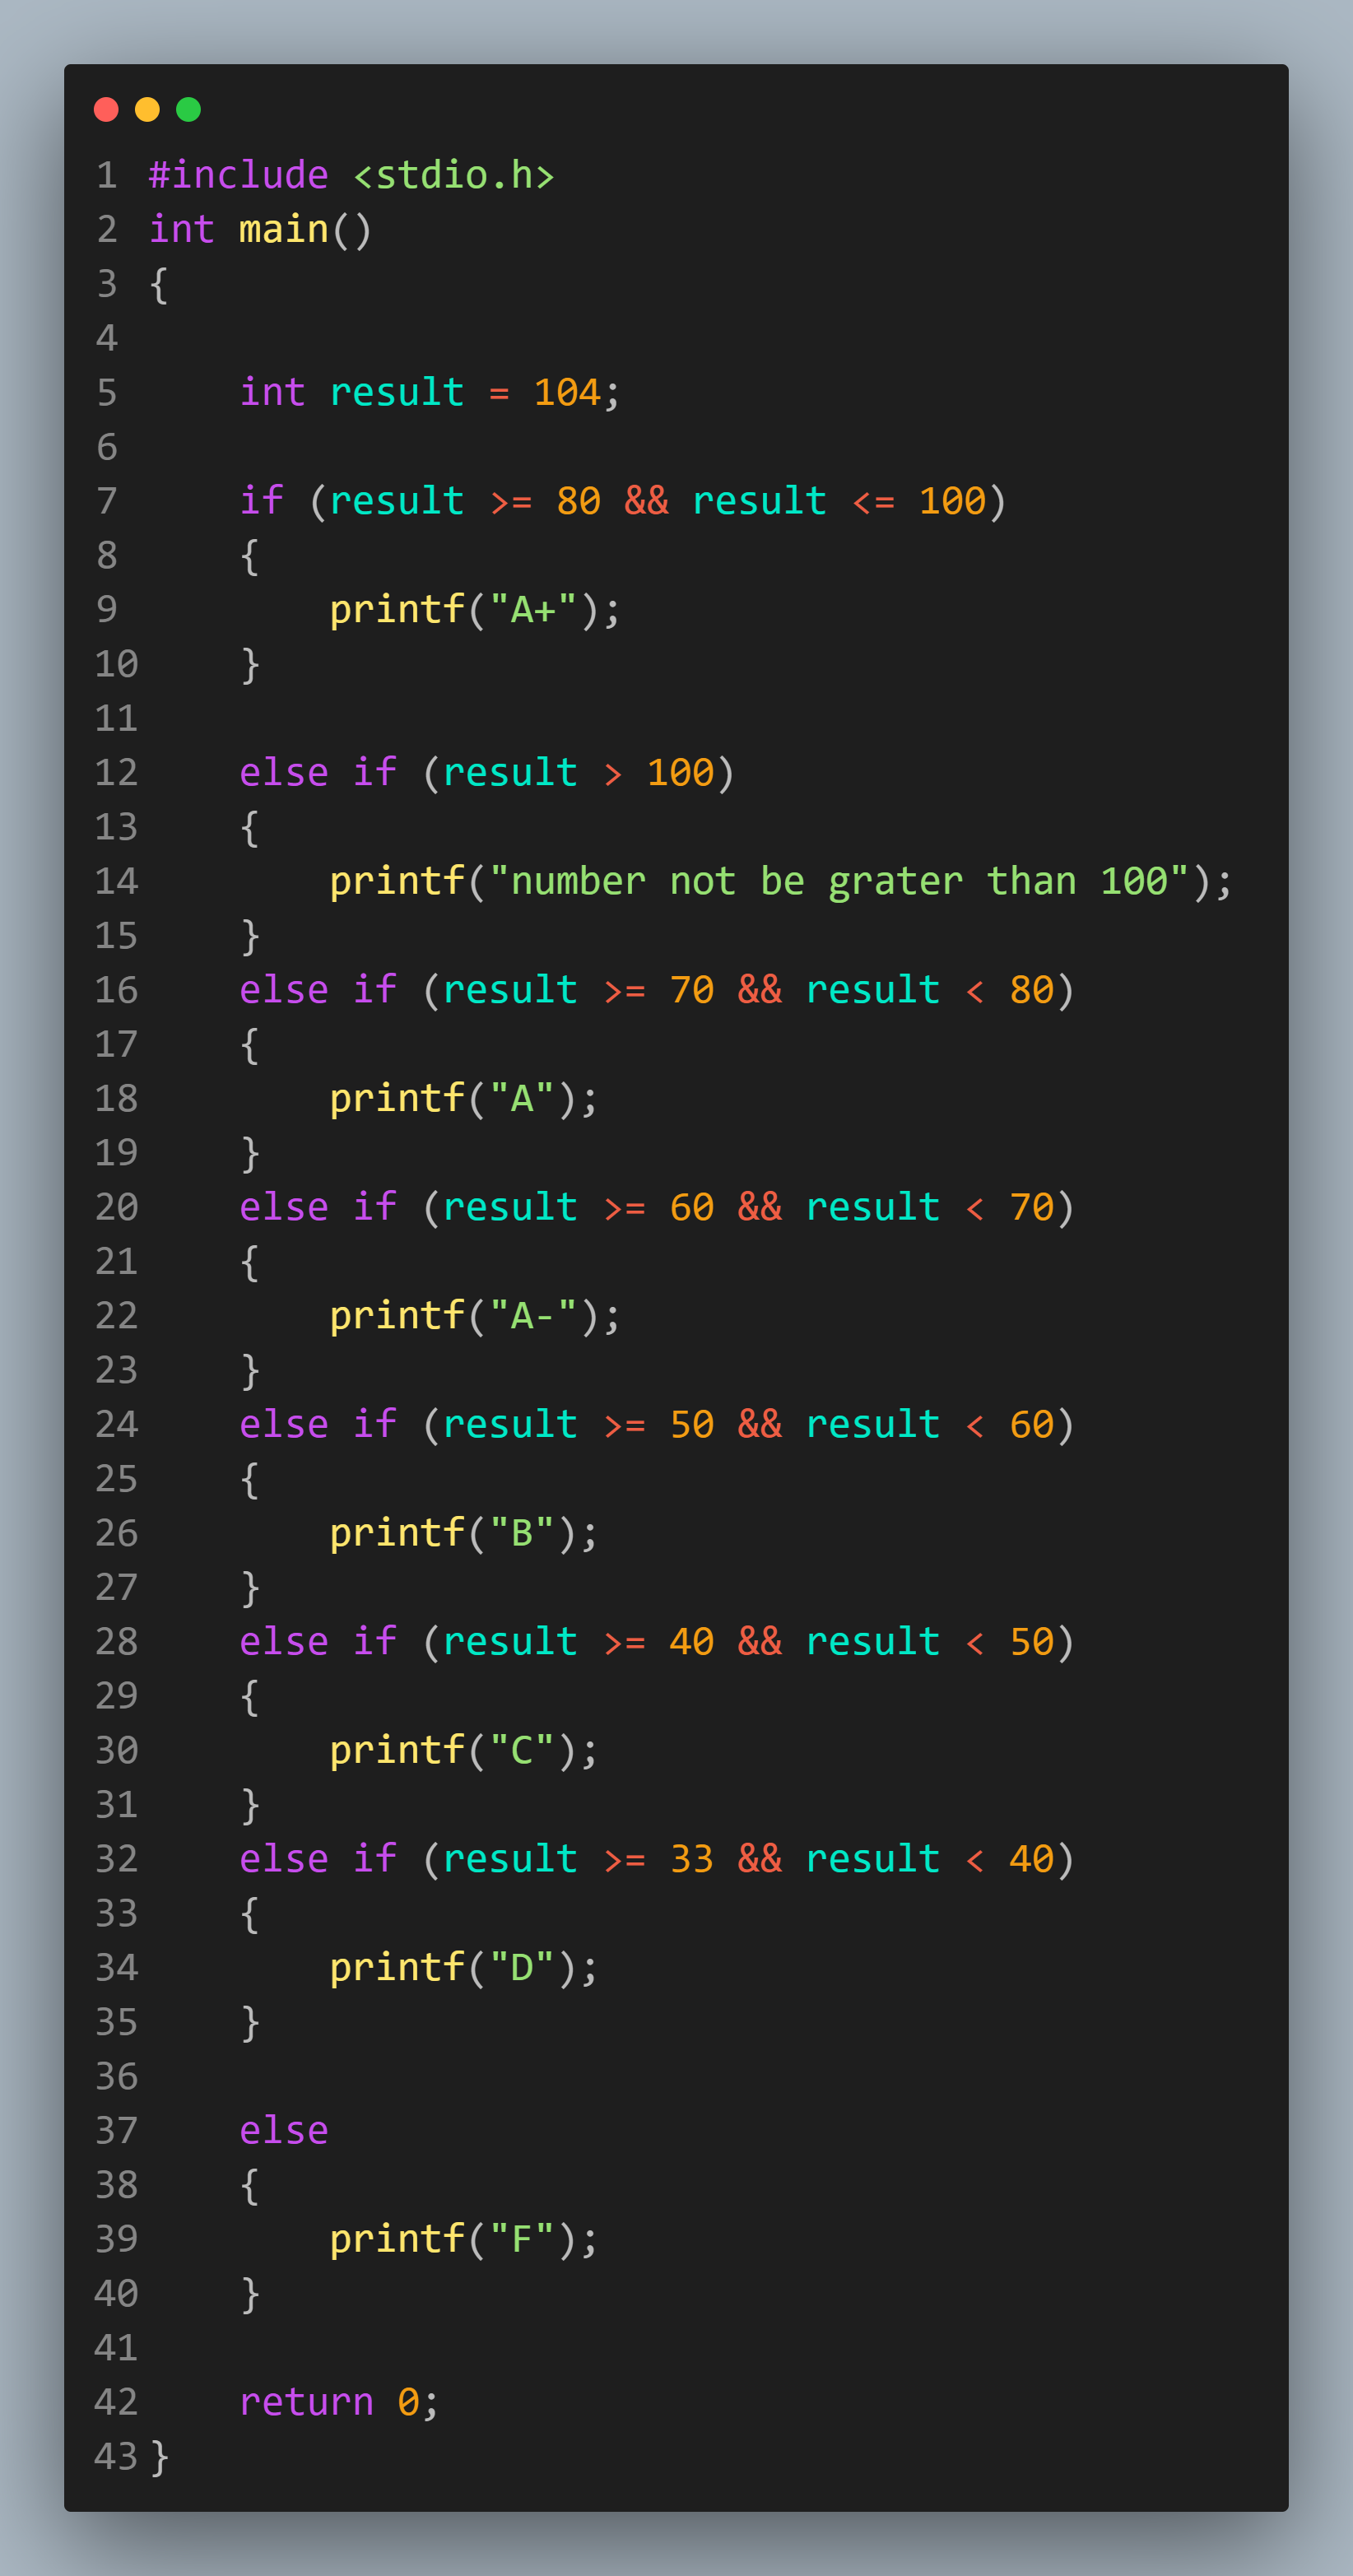 1 #include <stdio.h>
2 int main()
3 {
4
5     int result = 104;
6
7     if (result >= 80 && result <= 100)
8     {
9         printf("A+");
10     }
11
12     else if (result > 100)
13     {
14         printf("number not be grater than 100");
15     }
16     else if (result >= 70 && result < 80)
17     {
18         printf("A");
19     }
20     else if (result >= 60 && result < 70)
21     {
22         printf("A-");
23     }
24     else if (result >= 50 && result < 60)
25     {
26         printf("B");
27     }
28     else if (result >= 40 && result < 50)
29     {
30         printf("C");
31     }
32     else if (result >= 33 && result < 40)
33     {
34         printf("D");
35     }
36
37     else
38     {
39         printf("F");
40     }
41
42     return 0;
43 }